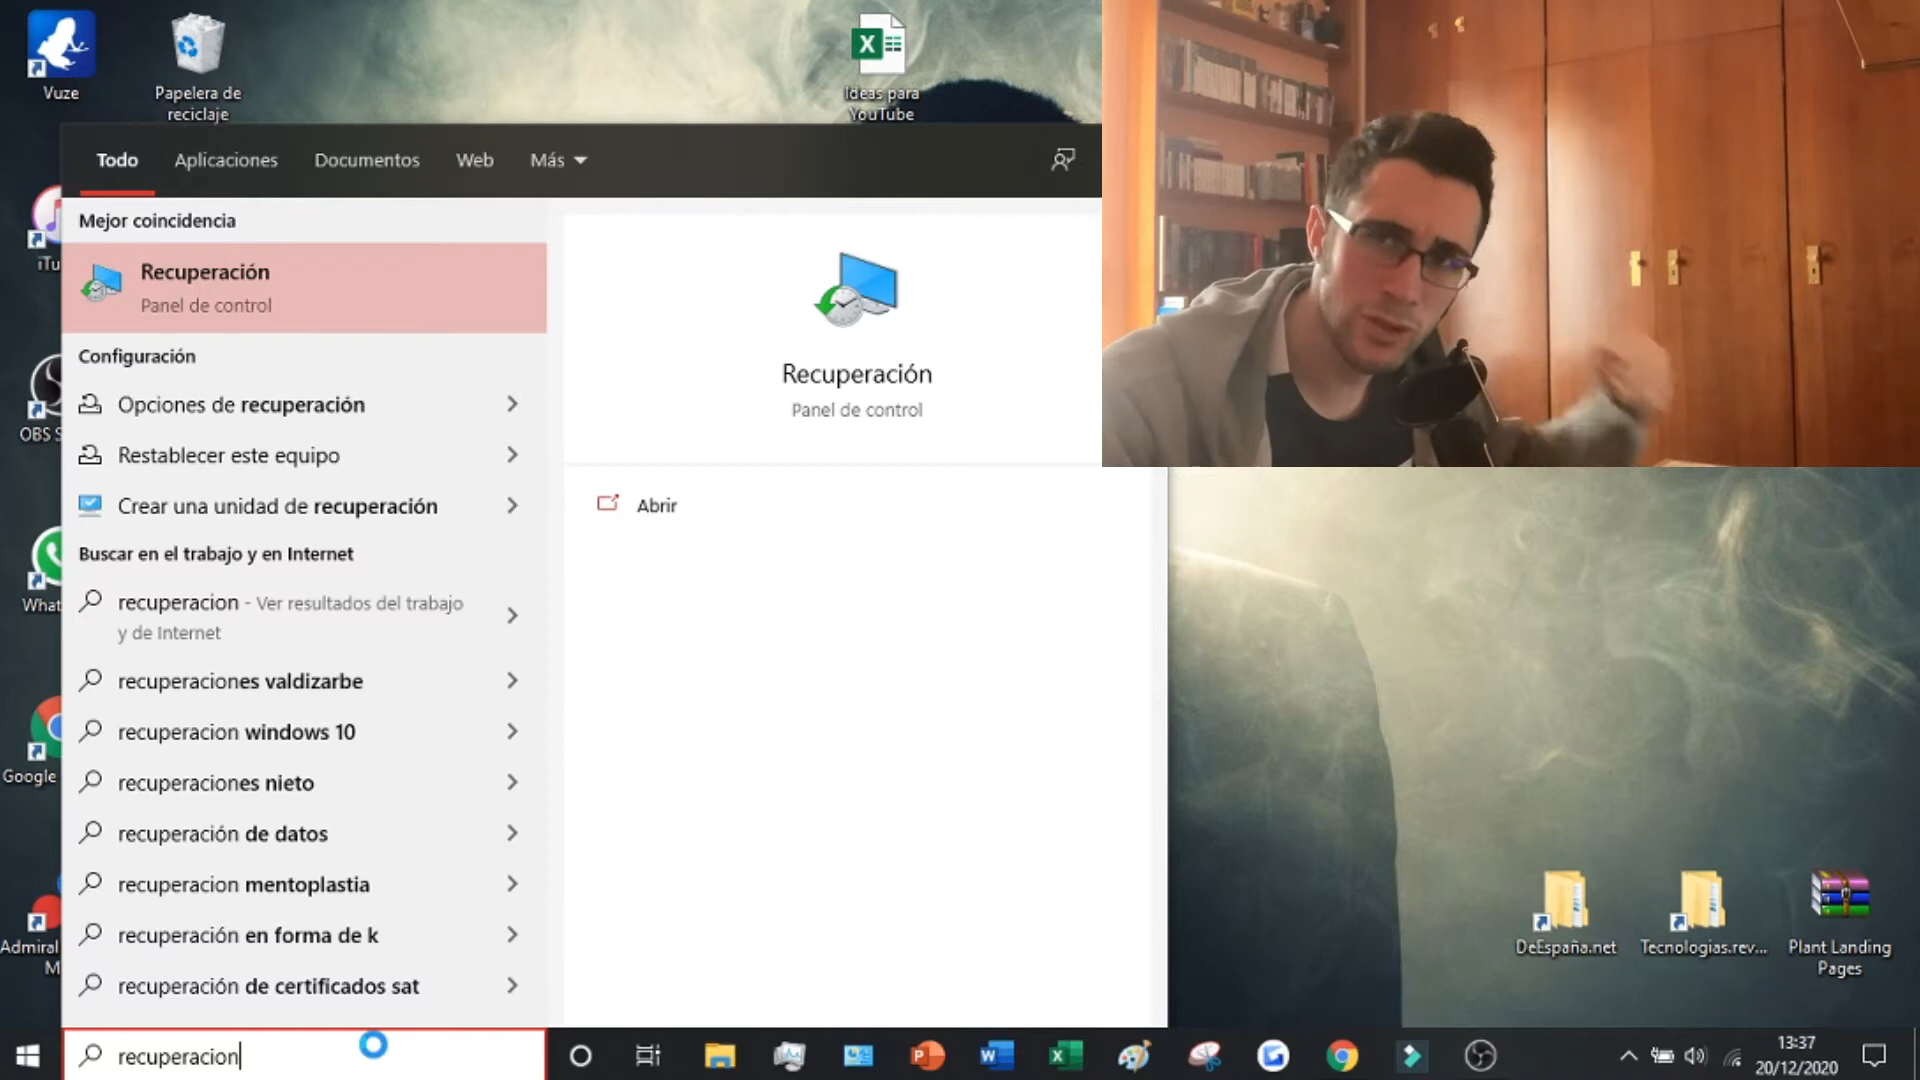 Vuze
Papelera de
reciclaje
Ideas para
YouTube
Todo
Aplicaciones
Documentos
Web
Más
Mejor coincidencia
Recuperación
Panel de control
Configuración
Opciones de recuperación
Restablecer este equipo
Crear una unidad de recuperación
Buscar en el trabajo y en Internet
recuperacion - Ver resultados del trabajo
y de Internet
recuperaciones valdizarbe
recuperacion windows 10
recuperaciones nieto
recuperación de datos
recuperacion mentoplastia
recuperación en forma de k
recuperación de certificados sat
recuperacion
Recuperación
Panel de control
Abrir
iTu
OBS S
What
Google
Admiral
M
DeEspaña.net
Tecnologias.rev...
Plant Landing
Pages
13:37
20/12/2020